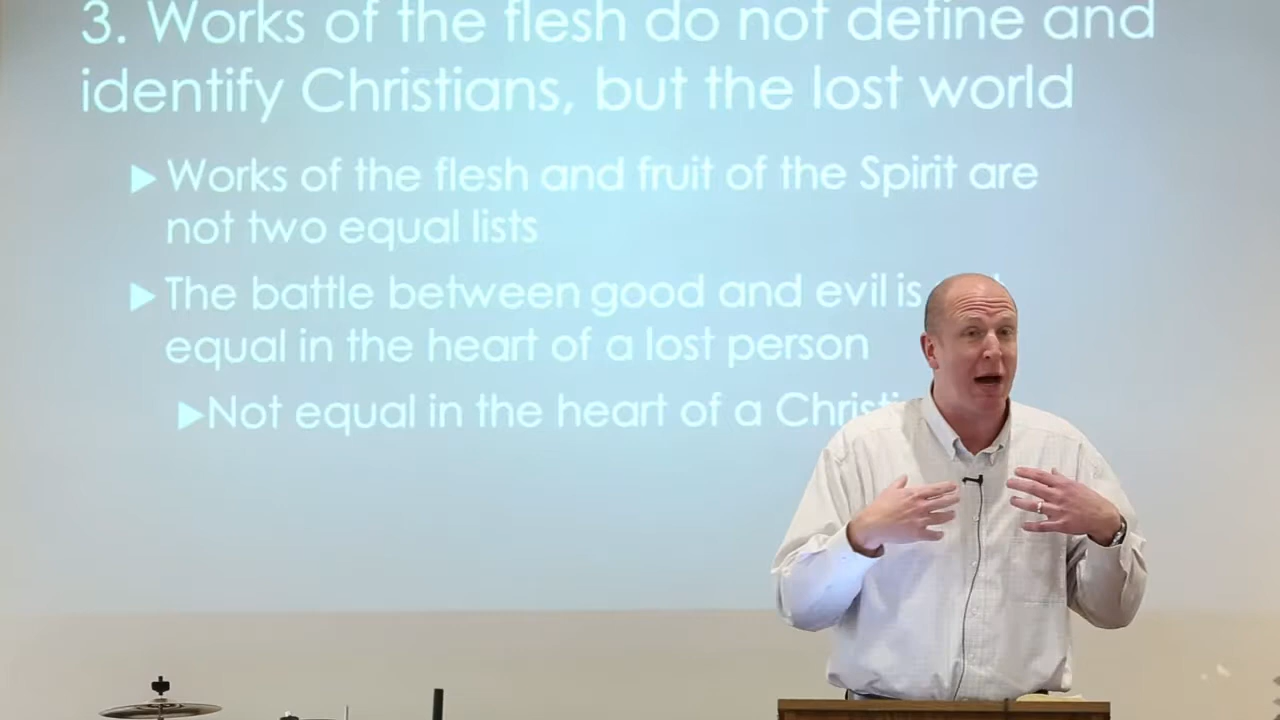 3. Works of the flesh do not define and
identify Christians, but the lost world
Works of the flesh and fruit of the Spirit are
not two equal lists
The battle between good and evil is
equal in the heart of a lost person
Not equal in the heart of a